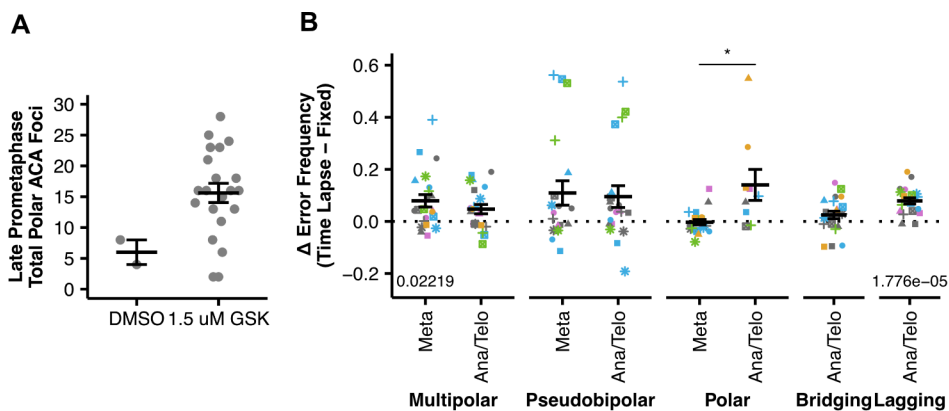 A
Late Prometaphase
Total Polar ACA Foci
30
25
20
15
10
5
0
DMSO
1.5 uM GSK
B
Δ Error Frequency
(Time Lapse – Fixed)
0.6
0.4
0.2
0.0
−0.2
*
0.02219
1.776e−05
Meta
Ana/Telo
Meta
Ana/Telo
Meta
Ana/Telo
Ana/Telo
Ana/Telo
Multipolar
Pseudobipolar
Polar
Bridging
Lagging